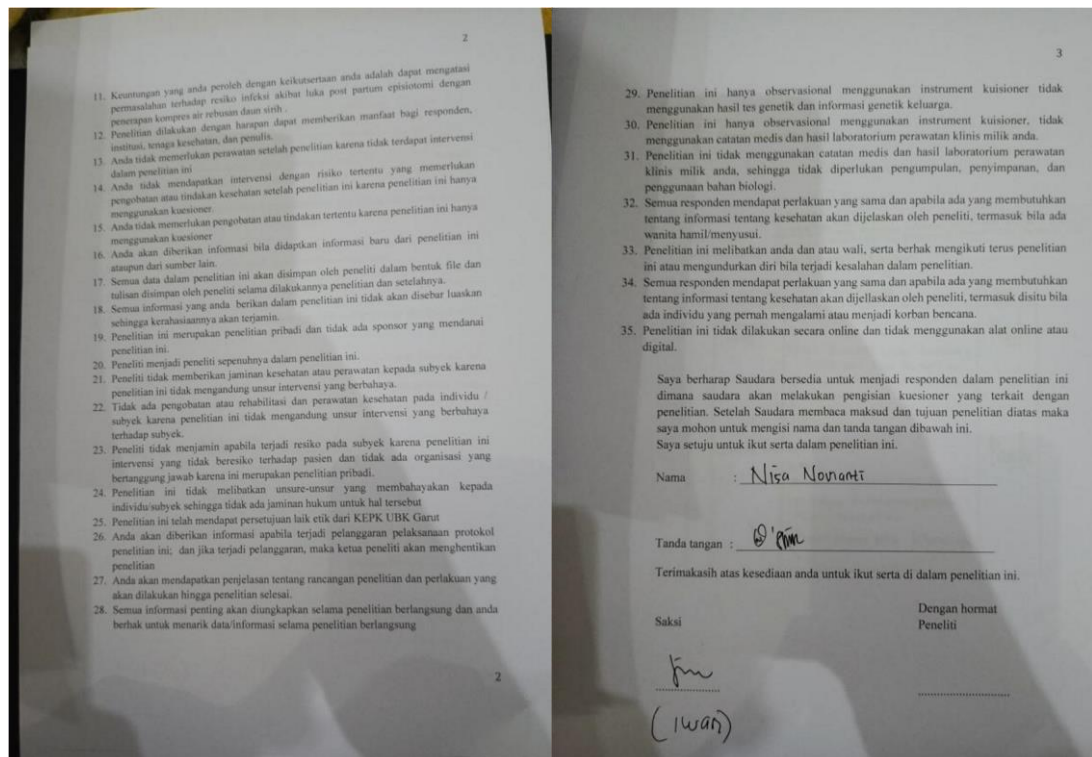 2
11. Keuntungan yang anda peroleh dengan keikutsertaan anda adalah dapat mengatasi
permasalahan terhadap resiko infeksi akibat luka post partum episiotomi dengan
penerapan kompres air rebusan daun sirih .
12. Penelitian dilakukan dengan harapan dapat memberikan manfaat bagi responden,
institusi, tenaga kesehatan, dan penulis.
13. Anda tidak memerlukan perawatan setelah penelitian karena tidak terdapat intervensi
dalam penelitian ini
14. Anda tidak mendapatkan intervensi dengan risiko tertentu yang memerlukan
pengobatan atau tindakan kesehatan setelah penelitian ini karena penelitian ini hanya
menggunakan kuesioner.
15. Anda tidak memerlukan pengobatan atau tindakan tertentu karena penelitian ini hanya
menggunakan kuesioner
16. Anda akan diberikan informasi bila didaptkan informasi baru dari penelitian ini
ataupun dari sumber lain.
17. Semua data dalam penelitian ini akan disimpan oleh peneliti dalam bentuk file dan
tulisan disimpan oleh peneliti selama dilakukannya penelitian dan setelahnya.
18. Semua informasi yang anda berikan dalam penelitian ini tidak akan disebar luaskan
sehingga kerahasiaannya akan terjamin.
19. Penelitian ini merupakan penelitian pribadi dan tidak ada sponsor yang mendanai
penelitian ini.
20. Peneliti menjadi peneliti sepenuhnya dalam penelitian ini.
21. Peneliti tidak memberikan jaminan kesehatan atau perawatan kepada subyek karena
penelitian ini tidak mengandung unsur intervensi yang berbahaya.
22. Tidak ada pengobatan atau rehabilitasi dan perawatan kesehatan pada individu /
subyek karena penelitian ini tidak mengandung unsur intervensi yang berbahaya
terhadap subyek.
23. Peneliti tidak menjamin apabila terjadi resiko pada subyek karena penelitian ini
intervensi yang tidak beresiko terhadap pasien dan tidak ada organisasi yang
bertanggung jawab karena ini merupakan penelitian pribadi.
24. Penelitian ini tidak melibatkan unsure-unsur yang membahayakan kepada
individu/subyek sehingga tidak ada jaminan hukum untuk hal tersebut
25. Penelitian ini telah mendapat persetujuan laik etik dari KEPK UBK Garut
26. Anda akan diberikan informasi apabila terjadi pelanggaran pelaksanaan protokol
penelitian ini; dan jika terjadi pelanggaran, maka ketua peneliti akan menghentikan
penelitian
27. Anda akan mendapatkan penjelasan tentang rancangan penelitian dan perlakuan yang
akan dilakukan hingga penelitian selesai.
28. Semua informasi penting akan diungkapkan selama penelitian berlangsung dan anda
berhak untuk menarik data/informasi selama penelitian berlangsung
2
3
29. Penelitian ini hanya observasional menggunakan instrument kuisioner tidak
menggunakan hasil tes genetik dan informasi genetik keluarga.
30. Penelitian ini hanya observasional menggunakan instrument kuisioner, tidak
menggunakan catatan medis dan hasil laboratorium perawatan klinis milik anda.
31. Penelitian ini tidak menggunakan catatan medis dan hasil laboratorium perawatan
klinis milik anda, sehingga tidak diperlukan pengumpulan, penyimpanan, dan
penggunaan bahan biologi.
32. Semua responden mendapat perlakuan yang sama dan apabila ada yang membutuhkan
tentang informasi tentang kesehatan akan dijelaskan oleh peneliti, termasuk bila ada
wanita hamil/menyusui.
33. Penelitian ini melibatkan anda dan atau wali, serta berhak mengikuti terus penelitian
ini atau mengundurkan diri bila terjadi kesalahan dalam penelitian.
34. Semua responden mendapat perlakuan yang sama dan apabila ada yang membutuhkan
tentang informasi tentang kesehatan akan dijellaskan oleh peneliti, termasuk disitu bila
ada individu yang pernah mengalami atau menjadi korban bencana.
35. Penelitian ini tidak dilakukan secara online dan tidak menggunakan alat online atau
digital.
Saya berharap Saudara bersedia untuk menjadi responden dalam penelitian ini
dimana saudara akan melakukan pengisian kuesioner yang terkait dengan
penelitian. Setelah Saudara membaca maksud dan tujuan penelitian diatas maka
saya mohon untuk mengisi nama dan tanda tangan dibawah ini.
Saya setuju untuk ikut serta dalam penelitian ini.
Nama : Nisa Novianti
Tanda tangan :
Terimakasih atas kesediaan anda untuk ikut serta di dalam penelitian ini.
Dengan hormat
Saksi Peneliti
(Iwan)